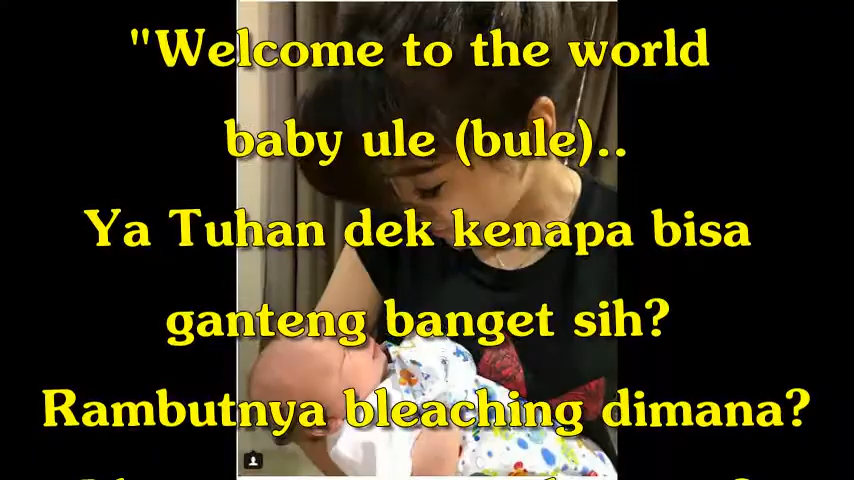 "Welcome to the world
baby ule (bule)..
Ya Tuhan dek kenapa bisa
ganteng banget sih?
Rambutnya bleaching dimana?